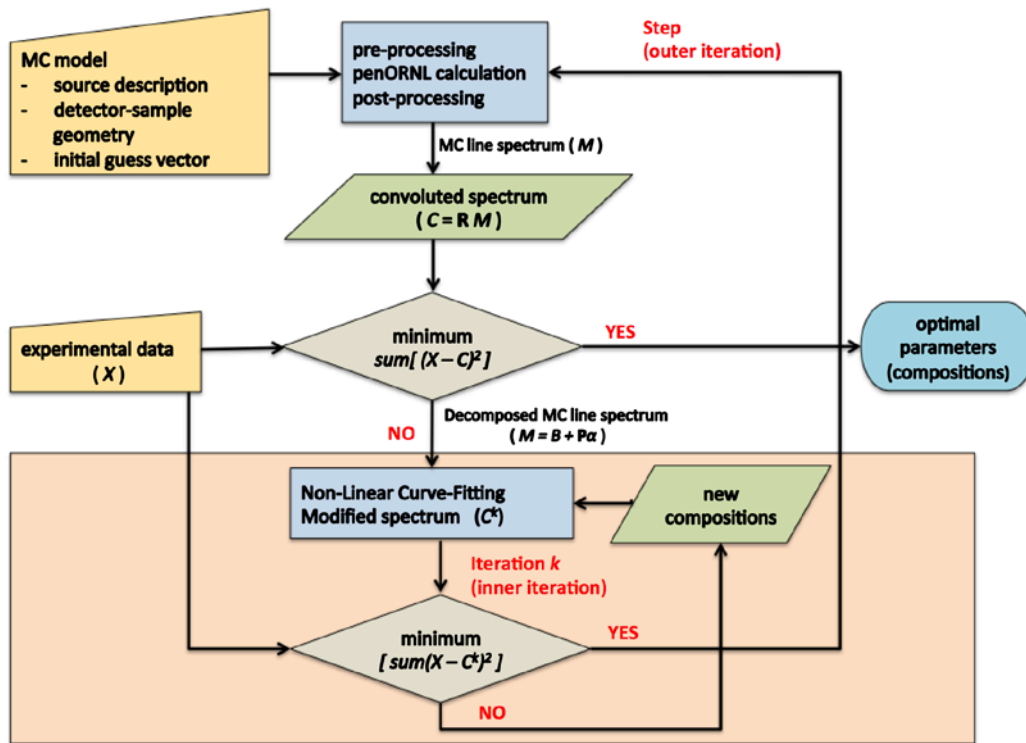 Step
(outer iteration)
MC model
- source description
- detector-sample
geometry
- initial guess vector
pre-processing
penORNL calculation
post-processing
MC line spectrum ( M )
convoluted spectrum
( C = R M )
experimental data
( X )
minimum
sum[ (X – C)² ]
YES
optimal
parameters
(compositions)
NO
Decomposed MC line spectrum
( M = B + Pα )
Non-Linear Curve-Fitting
Modified spectrum (Cᵏ)
new
compositions
Iteration k
(inner iteration)
minimum
[ sum(X – Cᵏ)² ]
YES
NO